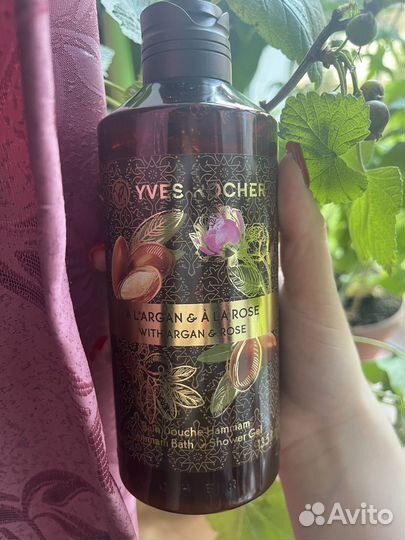 YVES ROCHER
À L'ARGAN & À LA ROSE
WITH ARGAN & ROSE
Bain Douche Hammam
Hammam Bath & Shower Gel
Avito